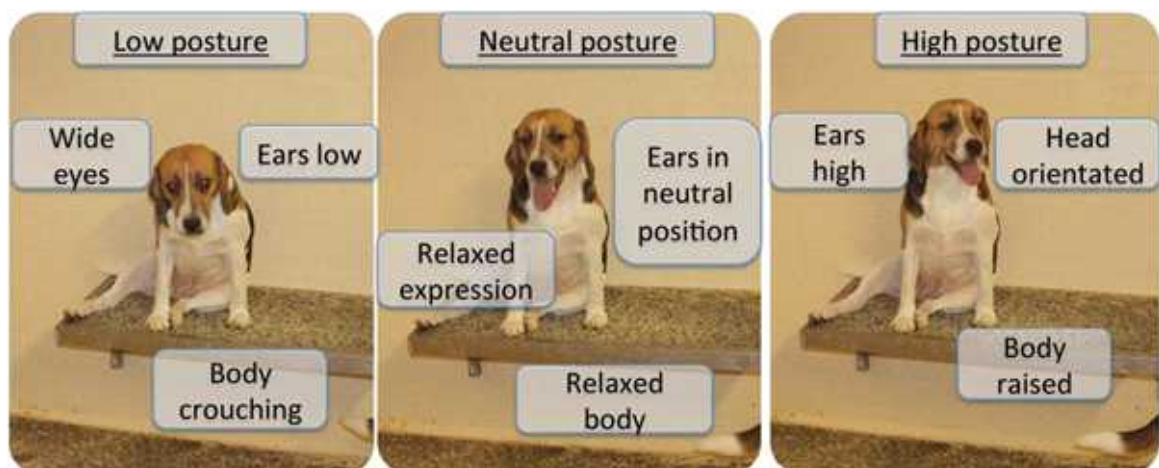 Low posture
Wide
eyes
Ears low
Body
crouching
Neutral posture
Ears in
neutral
position
Relaxed
expression
Relaxed
body
High posture
Ears
high
Head
orientated
Body
raised